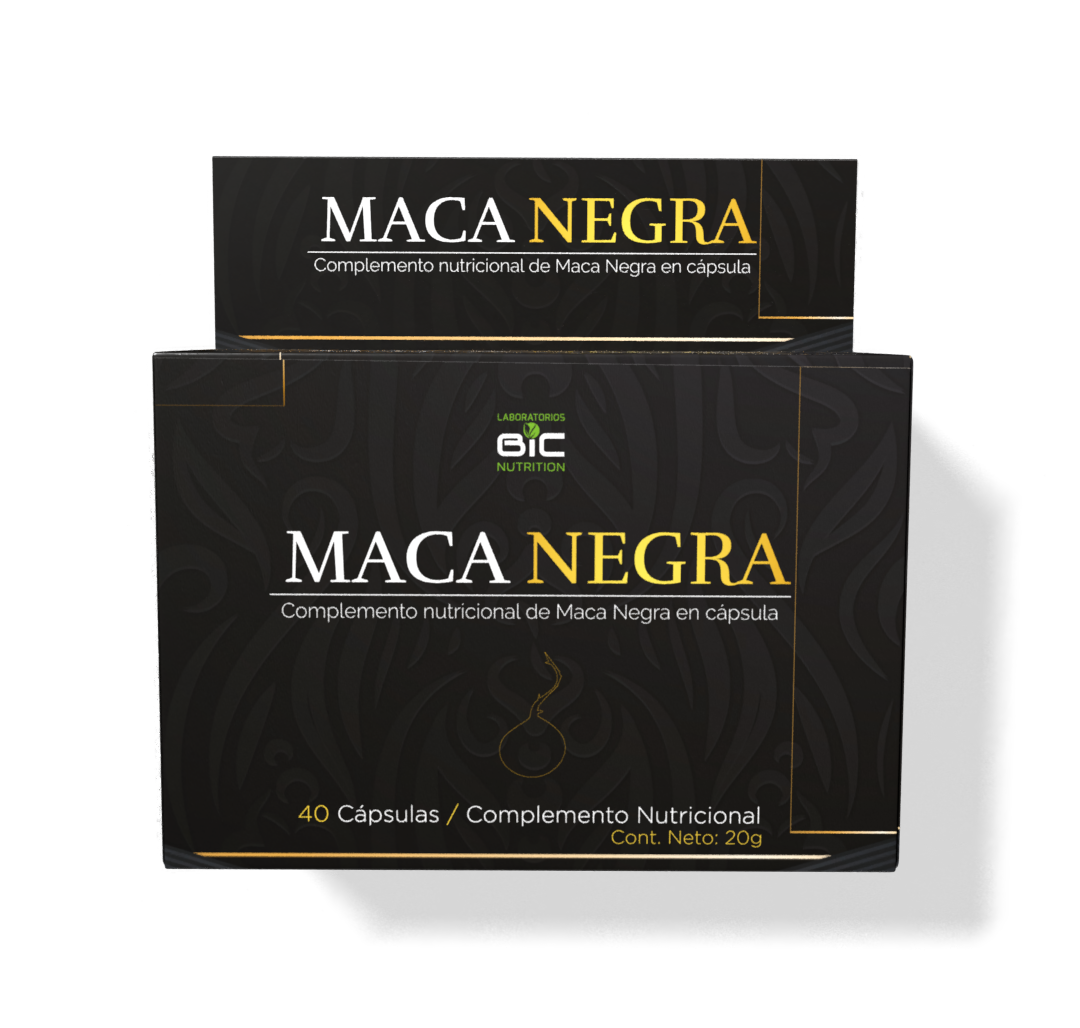 MACA NEGRA
Complemento nutricional de Maca Negra en cápsula
LABORATORIOS
BiC
NUTRITION
MACA NEGRA
Complemento nutricional de Maca Negra en cápsula
40 Cápsulas / Complemento Nutricional
Cont. Neto: 20g